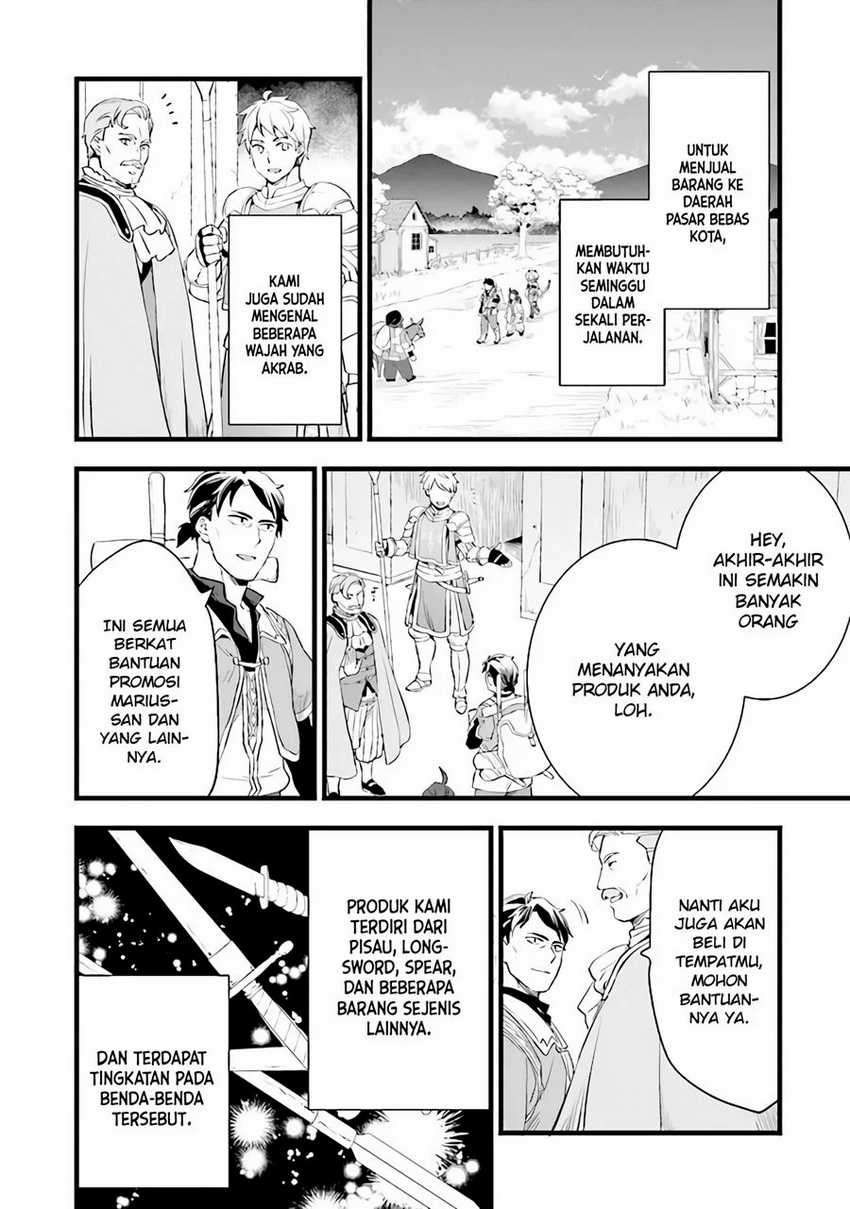 UNTUK
MENJUAL
BARANG KE
DAERAH
PASAR BEBAS
KOTA,
MEMBUTUH-
KAN WAKTU
SEMINGGU
DALAM
SEKALI PER-
JALANAN.
KAMI
JUGA SUDAH
MENGENAL
BEBERAPA
WAJAH YANG
AKRAB.
HEY,
AKHIR-AKHIR
INI SEMAKIN
BANYAK
ORANG
YANG
MENANYAKAN
PRODUK ANDA,
LOH.
INI SEMUA
BERKAT
BANTUAN
PROMOSI
MARIUS-
SAN DAN
YANG LAIN-
NYA.
NANTI AKU
JUGA AKAN
BELI DI
TEMPATMU,
MOHON
BANTUAN-
NYA YA.
PRODUK KAMI
TERDIRI DARI
PISAU, LONG-
SWORD, SPEAR,
DAN BEBERAPA
BARANG SEJENIS
LAINNYA.
DAN TERDAPAT
TINGKATAN PADA
BENDA-BENDA
TERSEBUT.